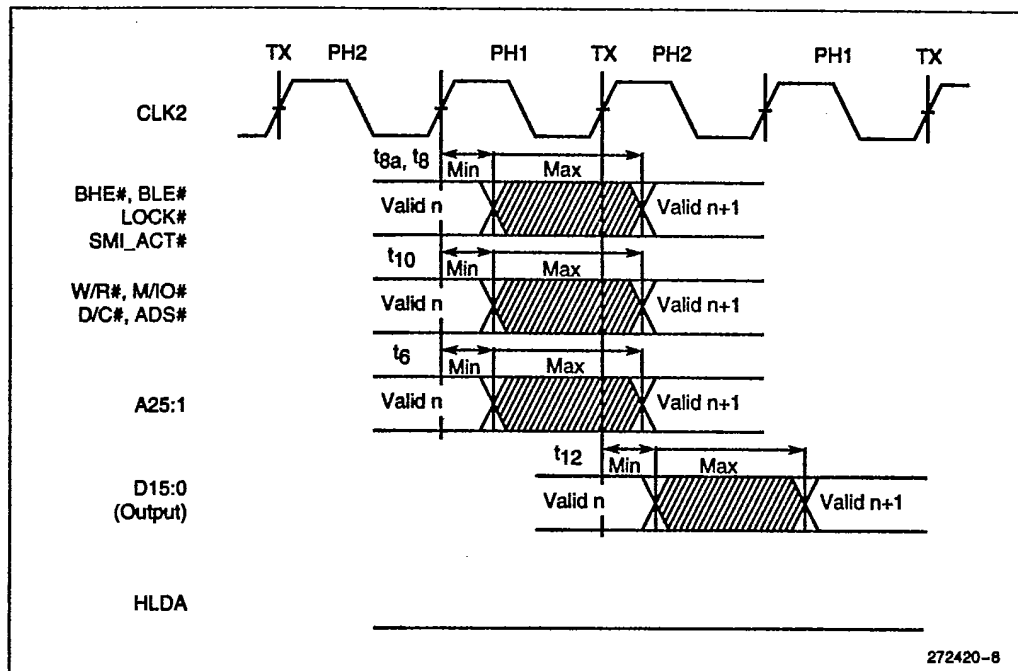 TX PH2 PH1 TX PH2 PH1 TX
CLK2
t8a, t8
Min Max
BHE#, BLE#
LOCK#
SMI_ACT#
Valid n Valid n+1
t10
Min Max
W/R#, M/IO#
D/C#, ADS#
Valid n Valid n+1
t6
Min Max
A25:1
Valid n Valid n+1
t12
Min Max
D15:0
(Output)
Valid n Valid n+1
HLDA
272420-6